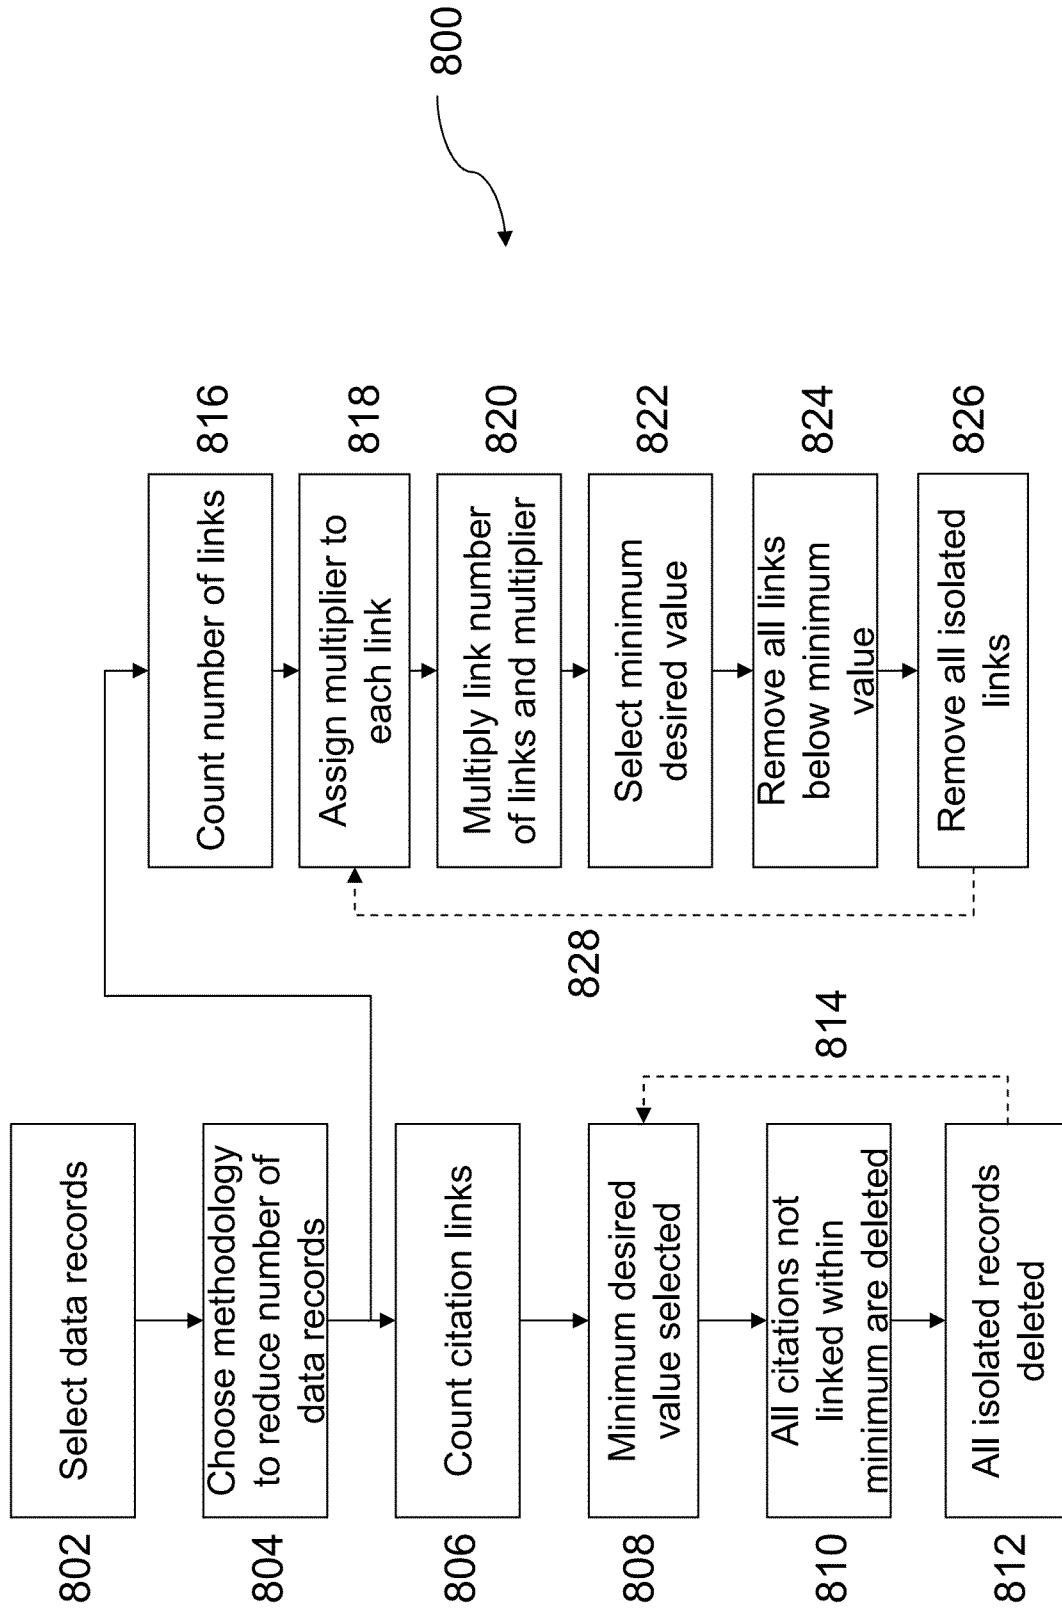 800
802
Select data records
804
Choose methodology
to reduce number of
data records
806
Count citation links
808
Minimum desired
value selected
810
All citations not
linked within
minimum are deleted
812
All isolated records
deleted
814
816
Count number of links
818
Assign multiplier to
each link
820
Multiply link number
of links and multiplier
822
Select minimum
desired value
824
Remove all links
below minimum
value
826
Remove all isolated
links
828